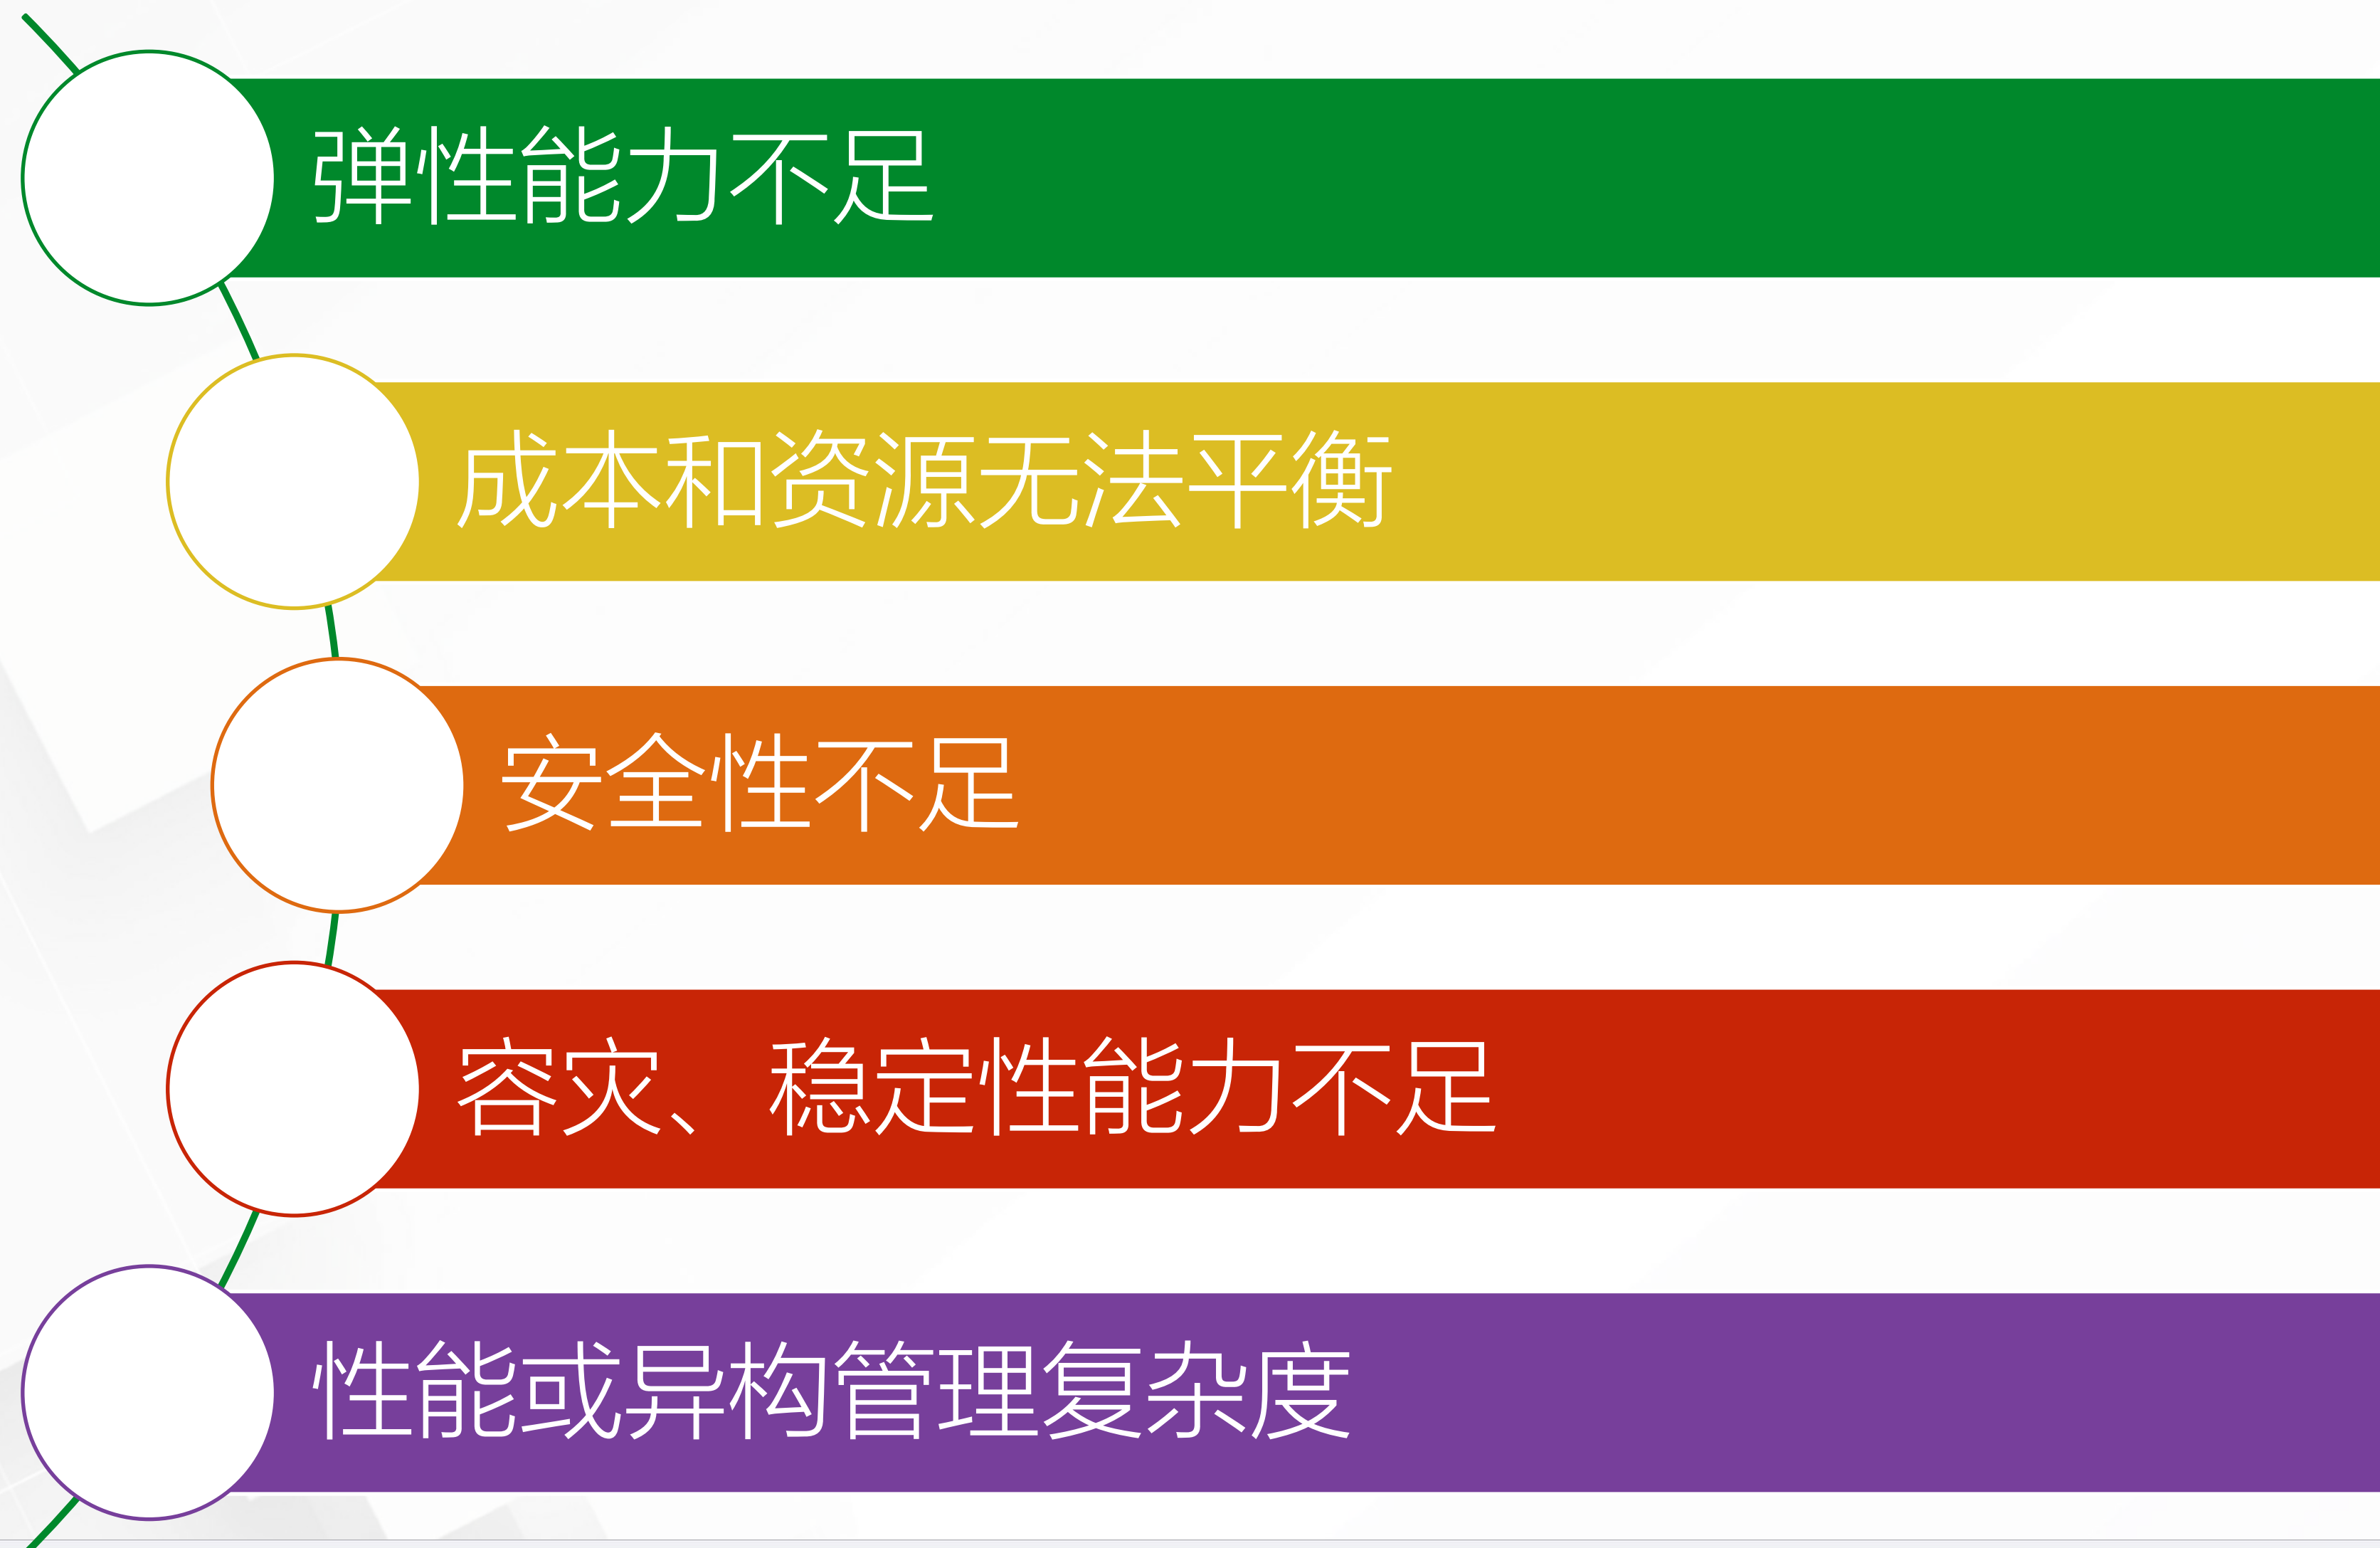 弹性能力不足
成本和资源无法平衡
安全性不足
容灾、稳定性能力不足
性能或异构管理复杂度